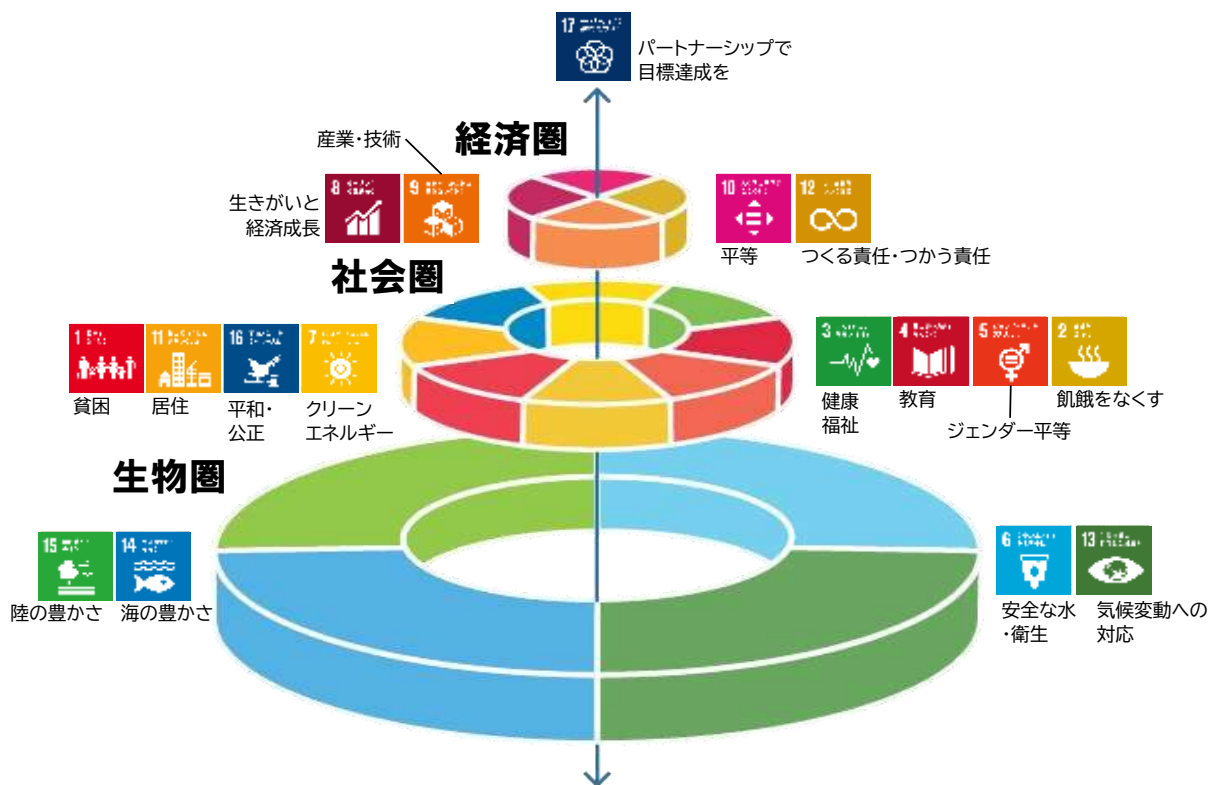 17
パートナーシップで
目標達成を
経済圏
産業・技術
8
9
生きがいと
経済成長
10
12
平等
つくる責任・つかう責任
社会圏
1
11
16
7
貧困
居住
平和・
公正
クリーン
エネルギー
3
4
5
2
健康
福祉
教育
ジェンダー平等
飢餓をなくす
生物圏
15
14
陸の豊かさ
海の豊かさ
6
13
安全な水
・衛生
気候変動への
対応